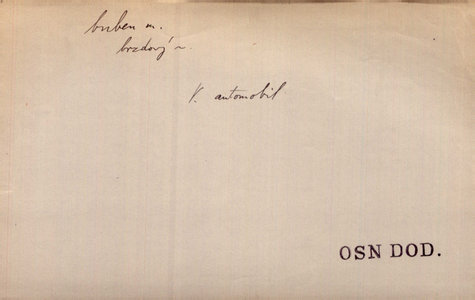 buben m.
brzdový ~
V. automobil
OSN DOD.